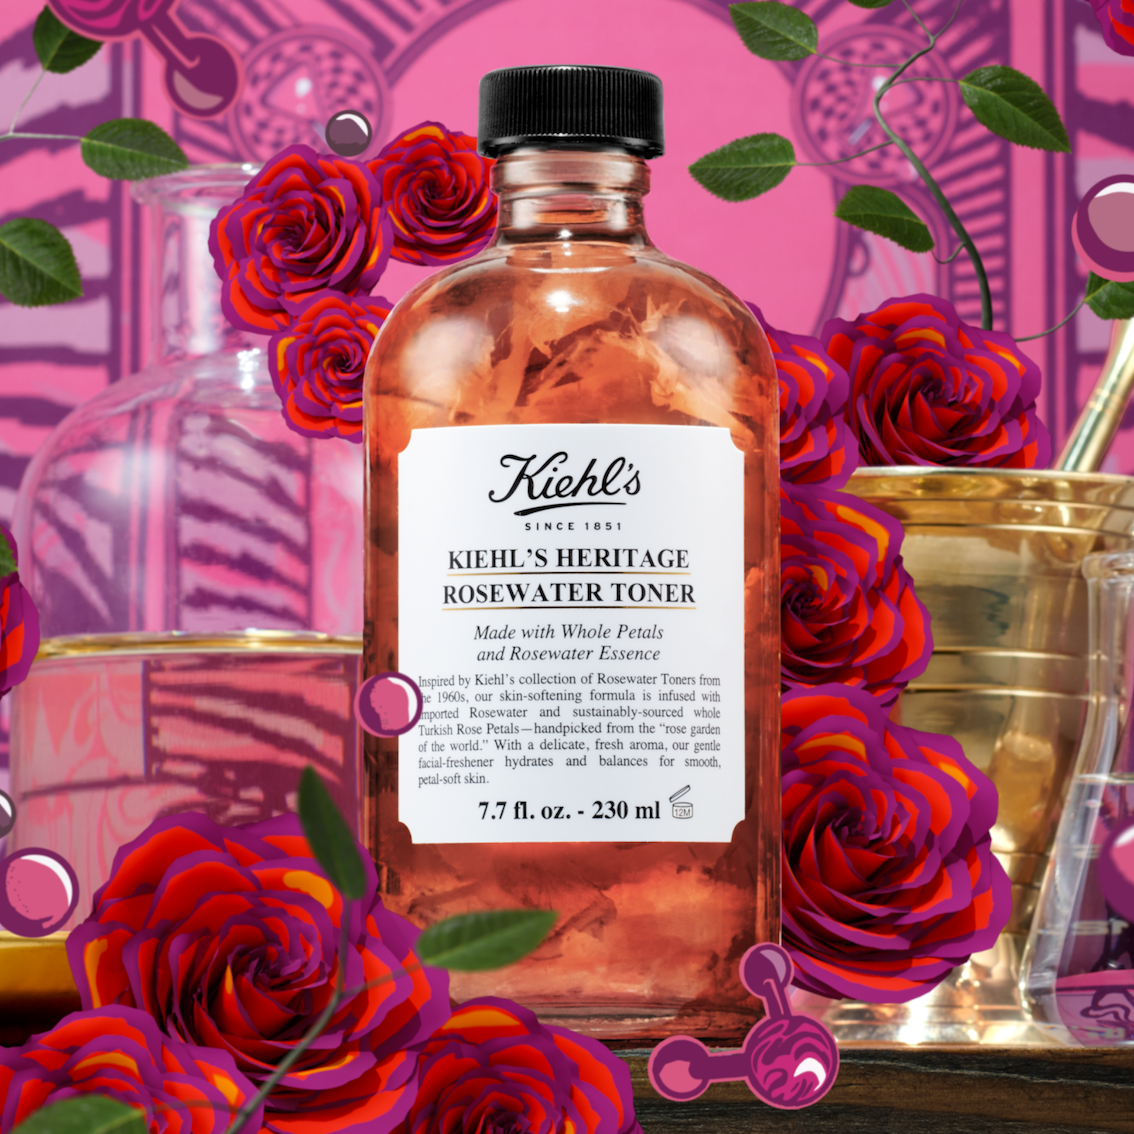 Kiehl's
SINCE 1851
KIEHL'S HERITAGE
ROSEWATER TONER
Made with Whole Petals
and Rosewater Essence
Inspired by Kiehl's collection of Rosewater Toners from
the 1960s, our skin-softening formula is infused with
imported Rosewater and sustainably-sourced whole
Turkish Rose Petals—handpicked from the “rose garden
of the world.” With a delicate, fresh aroma, our gentle
facial-freshener hydrates and balances for smooth,
petal-soft skin.
7.7 fl. oz. - 230 ml
12M